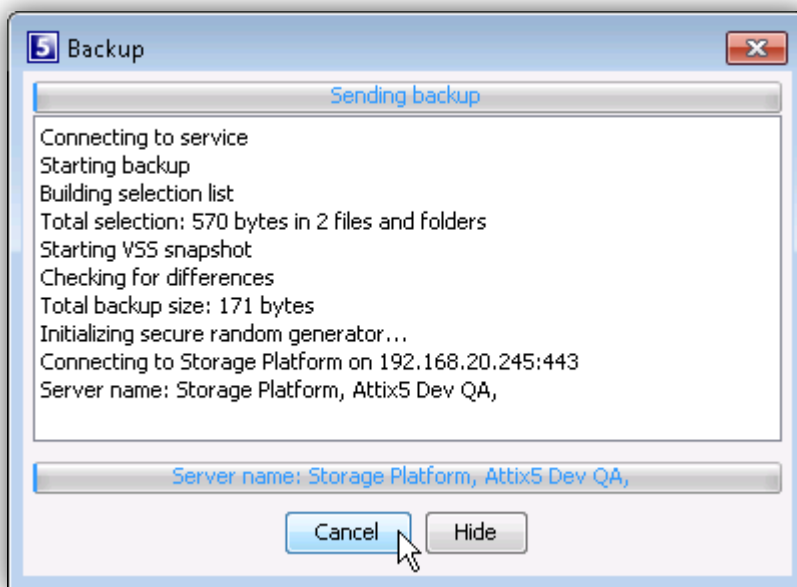 5 Backup
Sending backup
Connecting to service
Starting backup
Building selection list
Total selection: 570 bytes in 2 files and folders
Starting VSS snapshot
Checking for differences
Total backup size: 171 bytes
Initializing secure random generator...
Connecting to Storage Platform on 192.168.20.245:443
Server name: Storage Platform, Attix5 Dev QA,
Server name: Storage Platform, Attix5 Dev QA,
Cancel Hide